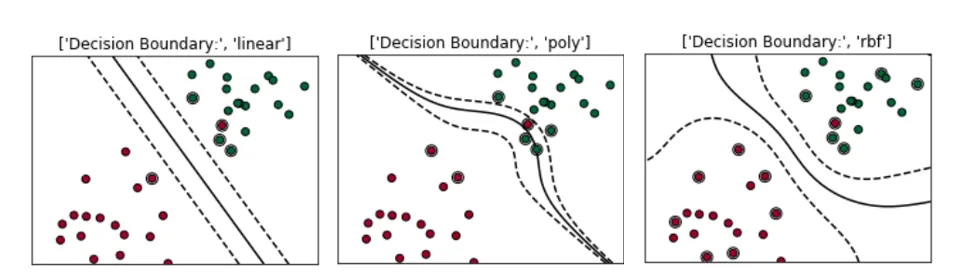 ['Decision Boundary:', 'linear']
['Decision Boundary:', 'poly']
['Decision Boundary:', 'rbf']